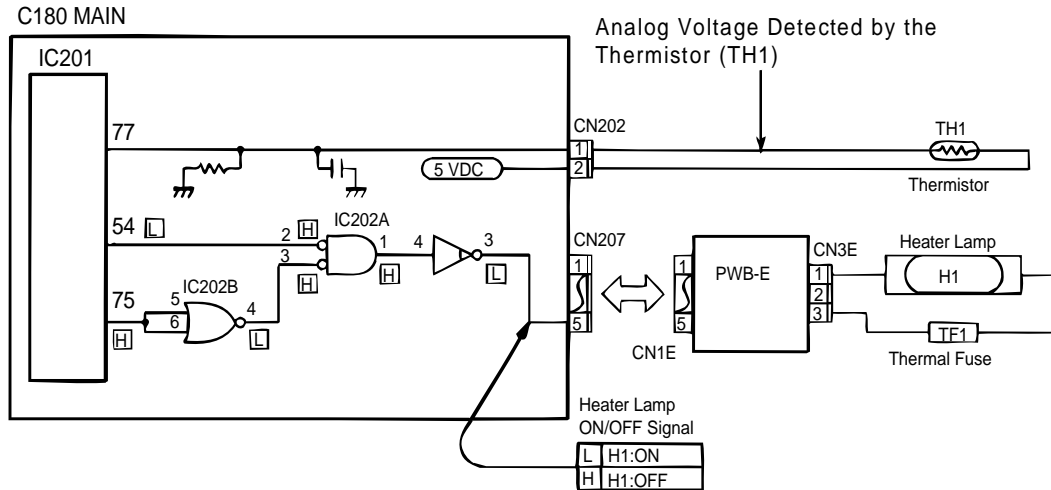 C180 MAIN
IC201
Analog Voltage Detected by the
Thermistor (TH1)
77
CN202
1
2
5 VDC
TH1
Thermistor
54 L
H
IC202A
2
3
1
H
H
4
3
L
75
H
IC202B
5
6
4
L
CN207
1
5
1
5
CN1E
PWB-E
CN3E
1
2
3
Heater Lamp
H1
TF1
Thermal Fuse
Heater Lamp
ON/OFF Signal
L H1:ON
H H1:OFF